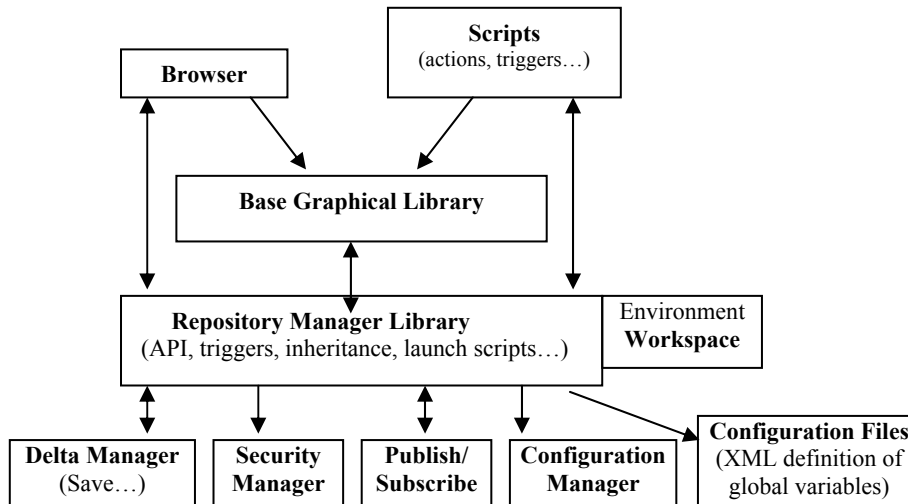 Scripts
(actions, triggers…)
Browser
Base Graphical Library
Repository Manager Library
(API, triggers, inheritance, launch scripts…)
Environment
Workspace
Delta Manager
(Save…)
Security
Manager
Publish/
Subscribe
Configuration
Manager
Configuration Files
(XML definition of
global variables)